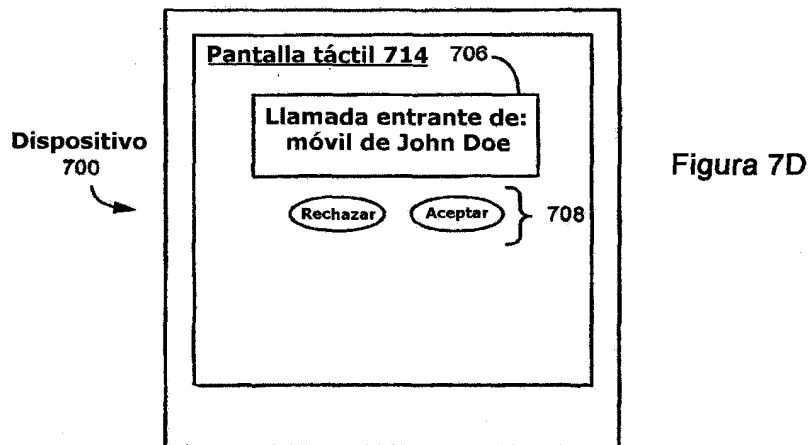 Pantalla táctil 714 706
Llamada entrante de:
móvil de John Doe
Dispositivo
700
Figura 7D
Rechazar Aceptar 708